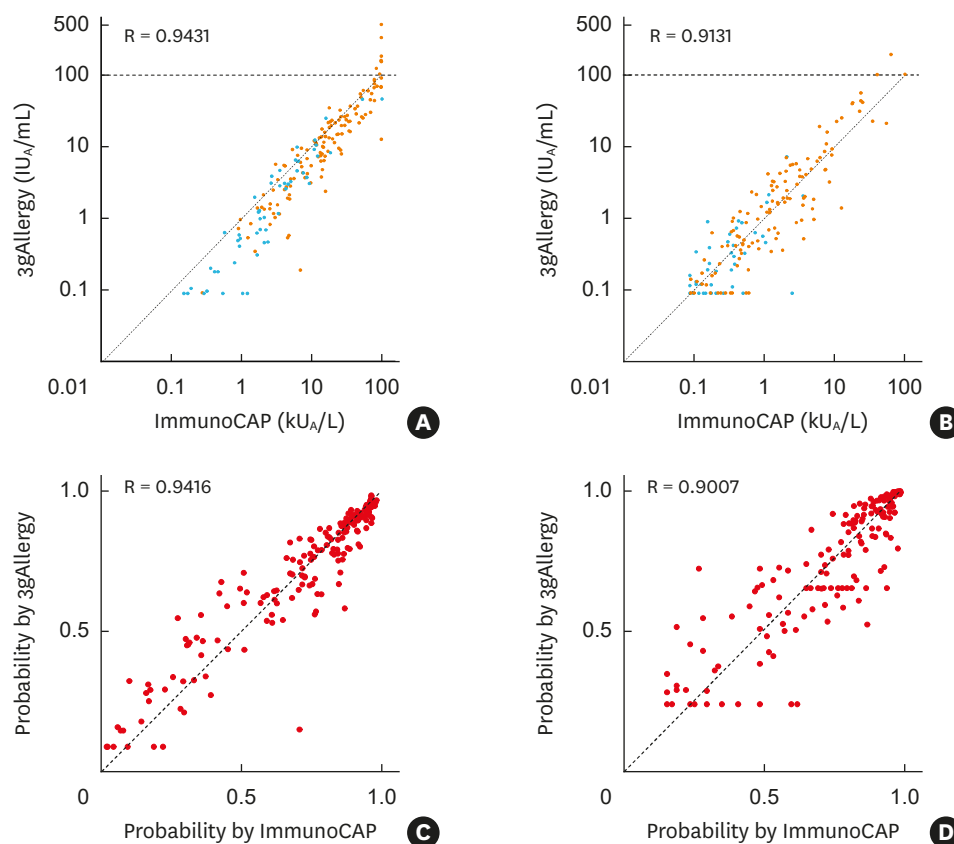 500
R = 0.9431
100
10
1
0.1
0.01
0.1
1
10
100
3gAllergy (IUA/mL)
ImmunoCAP (kUA/L)
A
500
R = 0.9131
100
10
1
0.1
0.01
0.1
1
10
100
3gAllergy (IUA/mL)
ImmunoCAP (kUA/L)
B
1.0
R = 0.9416
0.5
0
0.5
1.0
Probability by 3gAllergy
Probability by ImmunoCAP
C
1.0
R = 0.9007
0.5
0
0.5
1.0
Probability by 3gAllergy
Probability by ImmunoCAP
D